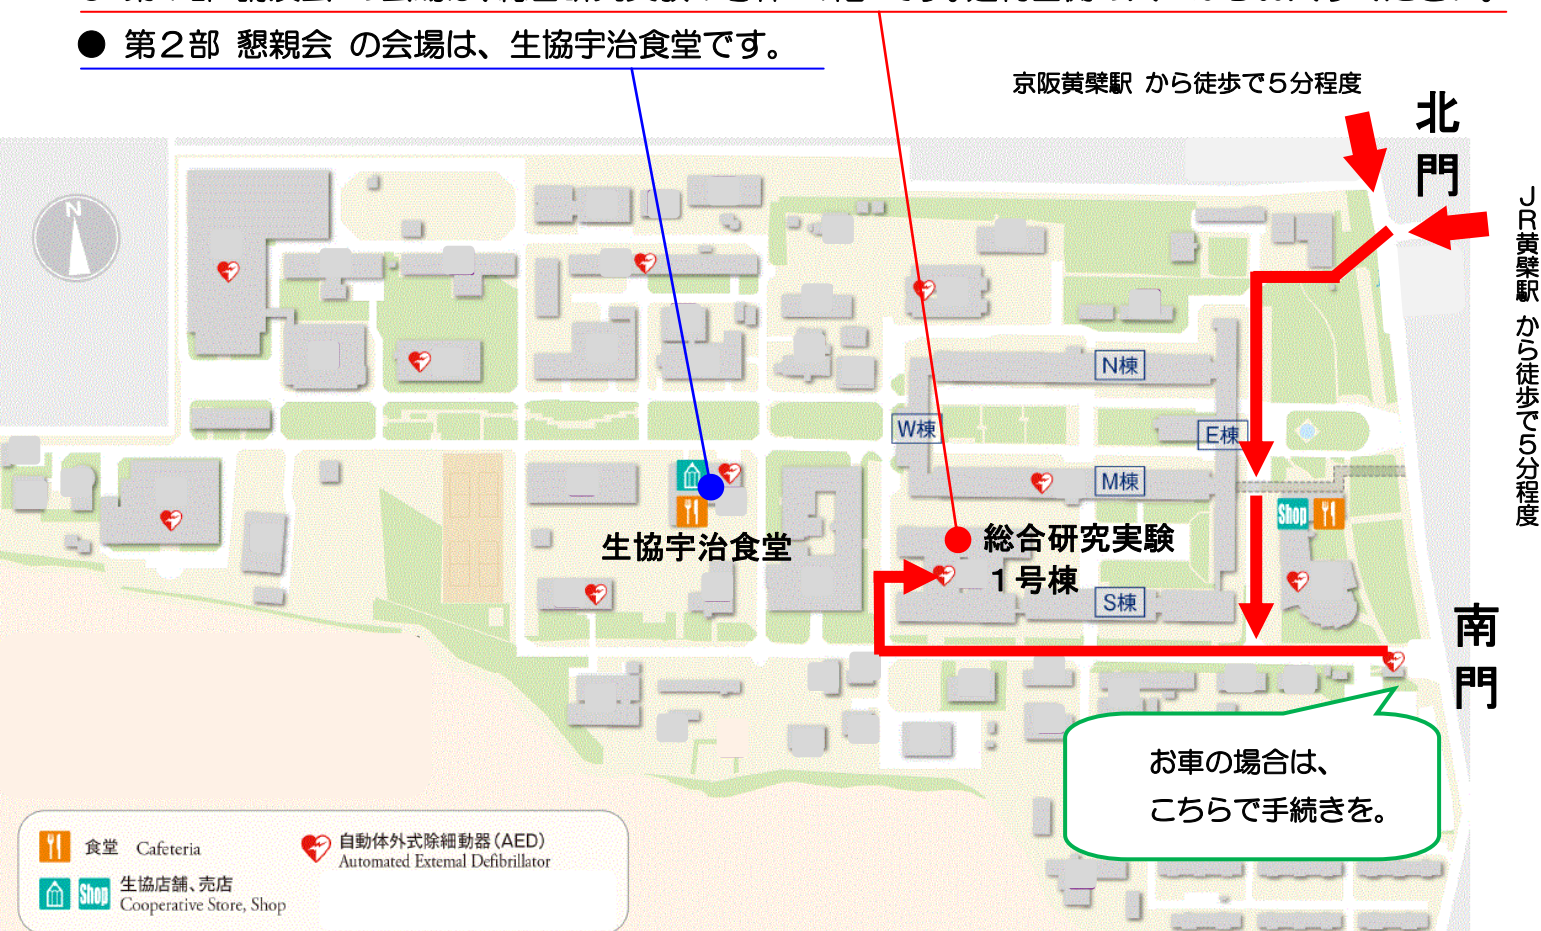 ● 第２部 懇親会 の会場は、生協宇治食堂です。
京阪黄檗駅 から徒歩で５分程度
北門
ＪＲ黄檗駅 から徒歩で５分程度
N
N棟
W棟
E棟
M棟
Shop
生協宇治食堂
総合研究実験
１号棟
S棟
南門
お車の場合は、
こちらで手続きを。
食堂 Cafeteria
自動体外式除細動器(AED)
Automated External Defibrillator
Shop
生協店舗、売店
Cooperative Store, Shop